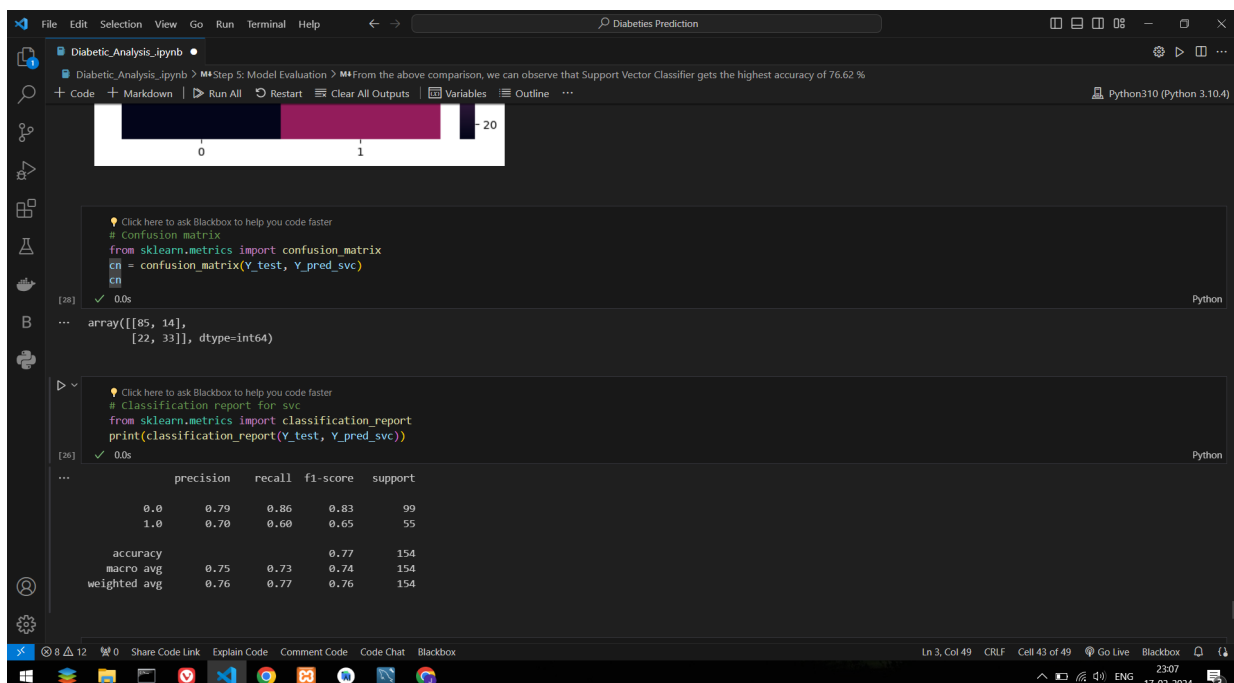 File Edit Selection View Go Run Terminal Help Diabeties Prediction
Diabetic_Analysis_.ipynb
Diabetic_Analysis_.ipynb > M↓Step 5: Model Evaluation > M↓From the above comparison, we can observe that Support Vector Classifier gets the highest accuracy of 76.62 %
+ Code + Markdown | Run All Restart Clear All Outputs | Variables Outline ... Python310 (Python 3.10.4)
20
0 1
Click here to ask Blackbox to help you code faster
# Confusion matrix
from sklearn.metrics import confusion_matrix
cn = confusion_matrix(Y_test, Y_pred_svc)
cn
[28] ✓ 0.0s Python
... array([[85, 14],
[22, 33]], dtype=int64)
Click here to ask Blackbox to help you code faster
# Classification report for svc
from sklearn.metrics import classification_report
print(classification_report(Y_test, Y_pred_svc))
[26] ✓ 0.0s Python
... precision recall f1-score support
0.0 0.79 0.86 0.83 99
1.0 0.70 0.60 0.65 55
accuracy 0.77 154
macro avg 0.75 0.73 0.74 154
weighted avg 0.76 0.77 0.76 154
8 12 0 Share Code Link Explain Code Comment Code Code Chat Blackbox Ln 3, Col 49 CRLF Cell 43 of 49 Go Live Blackbox
ENG 23:07